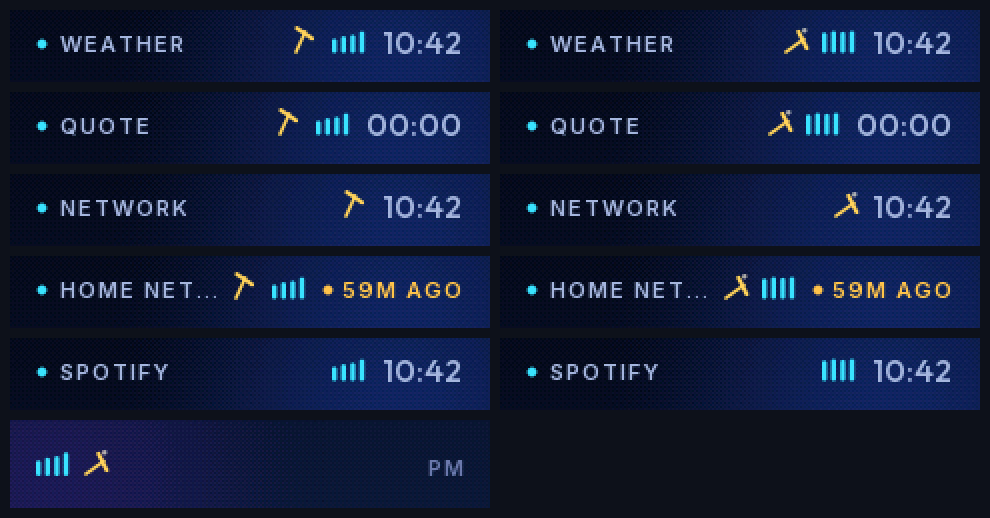 WEATHER 10:42 WEATHER 10:42
QUOTE 00:00 QUOTE 00:00
NETWORK 10:42 NETWORK 10:42
HOME NET... 59M AGO HOME NET... 59M AGO
SPOTIFY 10:42 SPOTIFY 10:42
PM